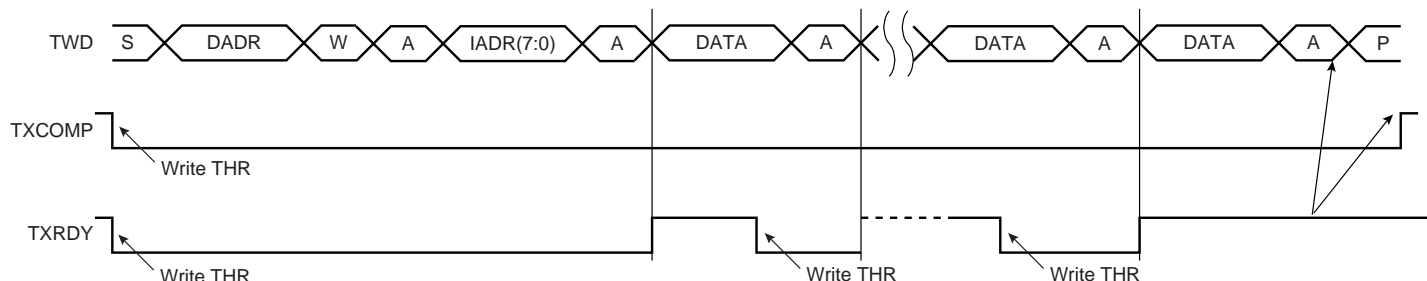 TWD S DADR W A IADR(7:0) A DATA A DATA A DATA A P
TXCOMP
Write THR
TXRDY
Write THR Write THR Write THR